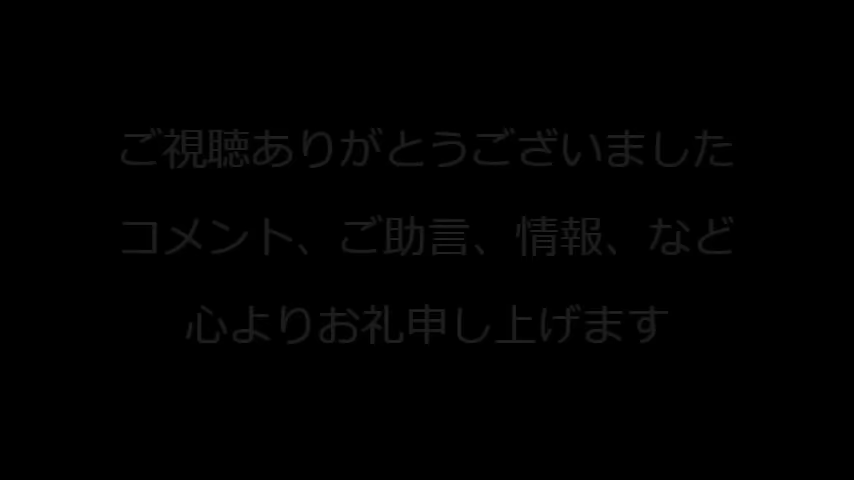 ご視聴ありがとうございました
コメント、ご助言、情報、など
心よりお礼申し上げます